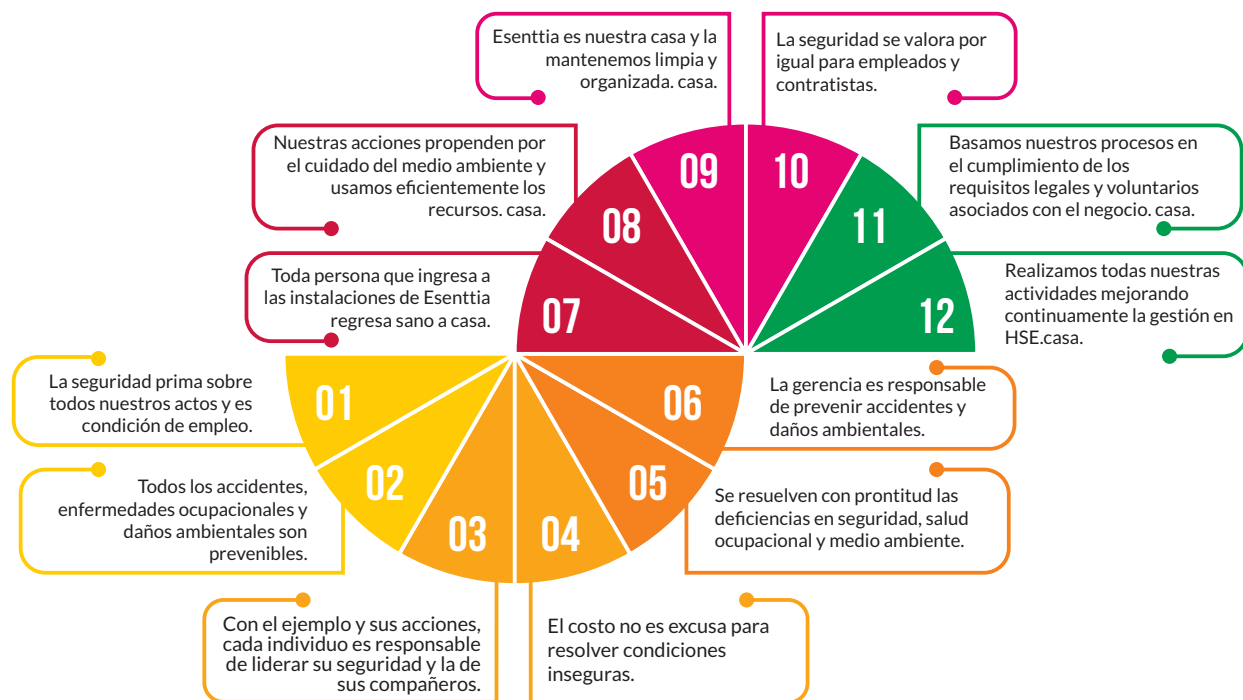 Esenttia es nuestra casa y la
mantenemos limpia y
organizada. casa.
La seguridad se valora por
igual para empleados y
contratistas.
Nuestras acciones propenden por
el cuidado del medio ambiente y
usamos eficientemente los
recursos. casa.
Basamos nuestros procesos en
el cumplimiento de los
requisitos legales y voluntarios
asociados con el negocio. casa.
Toda persona que ingresa a
las instalaciones de Esenttia
regresa sano a casa.
Realizamos todas nuestras
actividades mejorando
continuamente la gestión en
HSE.casa.
09
10
08
11
07
12
La seguridad prima sobre
todos nuestros actos y es
condición de empleo.
01
06
La gerencia es responsable
de prevenir accidentes y
daños ambientales.
Todos los accidentes,
enfermedades ocupacionales y
daños ambientales son
prevenibles.
02
05
Se resuelven con prontitud las
deficiencias en seguridad, salud
ocupacional y medio ambiente.
03
04
Con el ejemplo y sus acciones,
cada individuo es responsable
de liderar su seguridad y la de
sus compañeros.
El costo no es excusa para
resolver condiciones
inseguras.